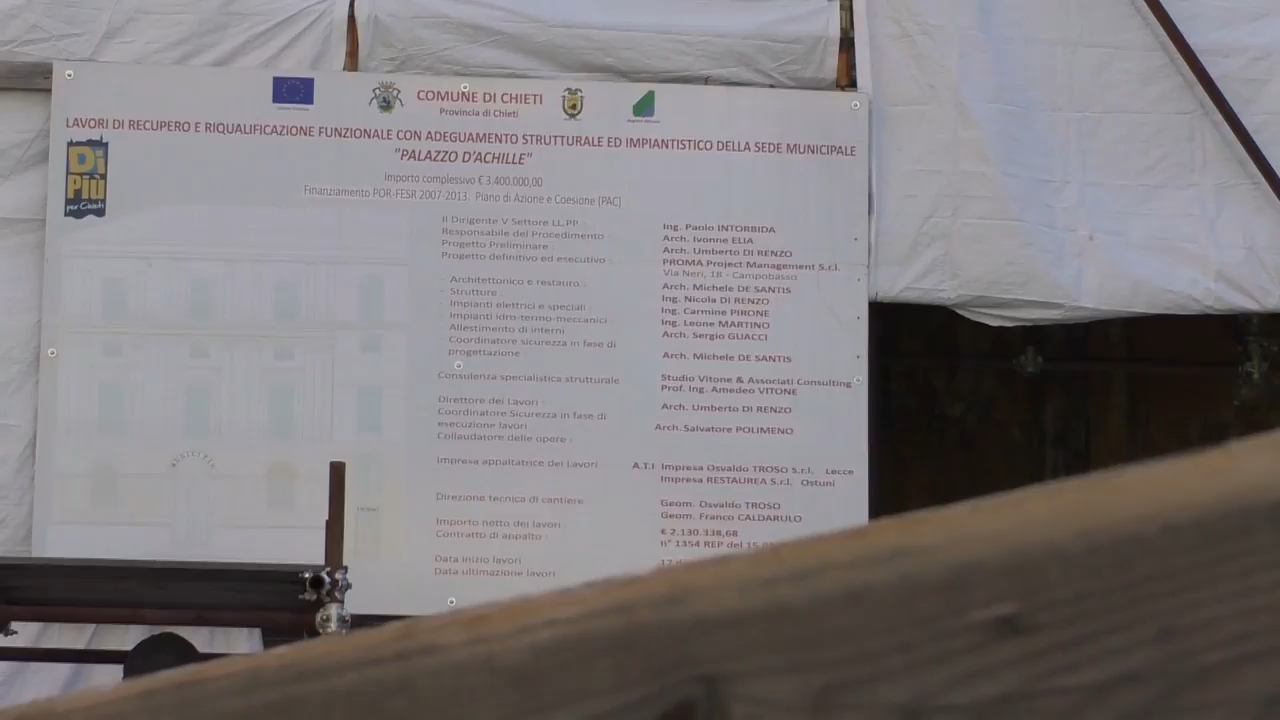 COMUNE DI CHIETI
Provincia di Chieti
LAVORI DI RECUPERO E RIQUALIFICAZIONE FUNZIONALE CON ADEGUAMENTO STRUTTURALE ED IMPIANTISTICO DELLA SEDE MUNICIPALE
"PALAZZO D'ACHILLE"
Di Più per Chieti
Importo complessivo € 3.400.000,00
Finanziamento POR-FESR 2007-2013. Piano di Azione e Coesione (PAC)
Il Dirigente V Settore LL.PP : Ing. Paolo INTORBIDA
Responsabile del Procedimento Arch. Ivonne ELIA
Progetto Preliminare : Arch. Umberto DI RENZO
Progetto definitivo ed esecutivo : PROMA Project Management S.r.l.
Via Neri, 18 - Campobasso
- Architettonico e restauro : Arch. Michele DE SANTIS
- Strutture : Ing. Nicola DI RENZO
- Impianti elettrici e speciali : Ing. Carmine PIRONE
Impianti idro-termo-meccanici Ing. Leone MARTINO
Allestimento di interni Arch. Sergio GUACCI
Coordinatore sicurezza in fase di
progettazione Arch. Michele DE SANTIS
Consulenza specialistica strutturale Studio Vitone & Associati Consulting
Prof. Ing. Amedeo VITONE
Direttore dei Lavori : Arch. Umberto DI RENZO
Coordinatore Sicurezza in fase di
esecuzione lavori Arch. Salvatore POLIMENO
Collaudatore delle opere :
Impresa appaltatrice dei Lavori A.T.I Impresa Osvaldo TROSO S.r.l. Lecce
Impresa RESTAUREA S.r.l. Ostuni
Direzione tecnica di cantiere Geom. Osvaldo TROSO
Geom. Franco CALDARULO
Importo netto dei lavori € 2.130.338,68
Contratto di appalto : n° 1354 REP del
Data inizio lavori
Data ultimazione lavori
MUNICIPIO